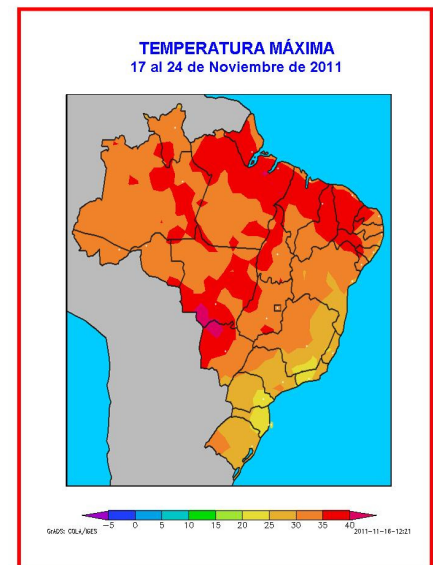 TEMPERATURA MÁXIMA
17 al 24 de Noviembre de 2011
-5 0 5 10 15 20 25 30 35 40
GrADS: COLA/IGES 2011-11-16-12:21